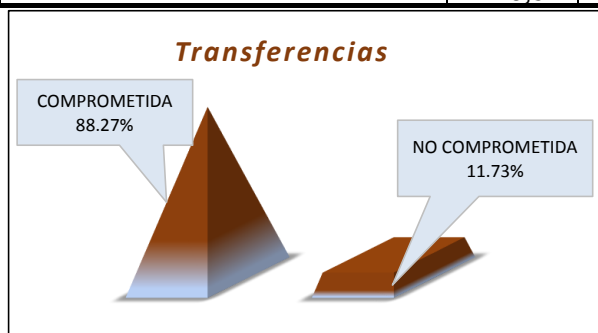 Transferencias
COMPROMETIDA
88.27%
NO COMPROMETIDA
11.73%